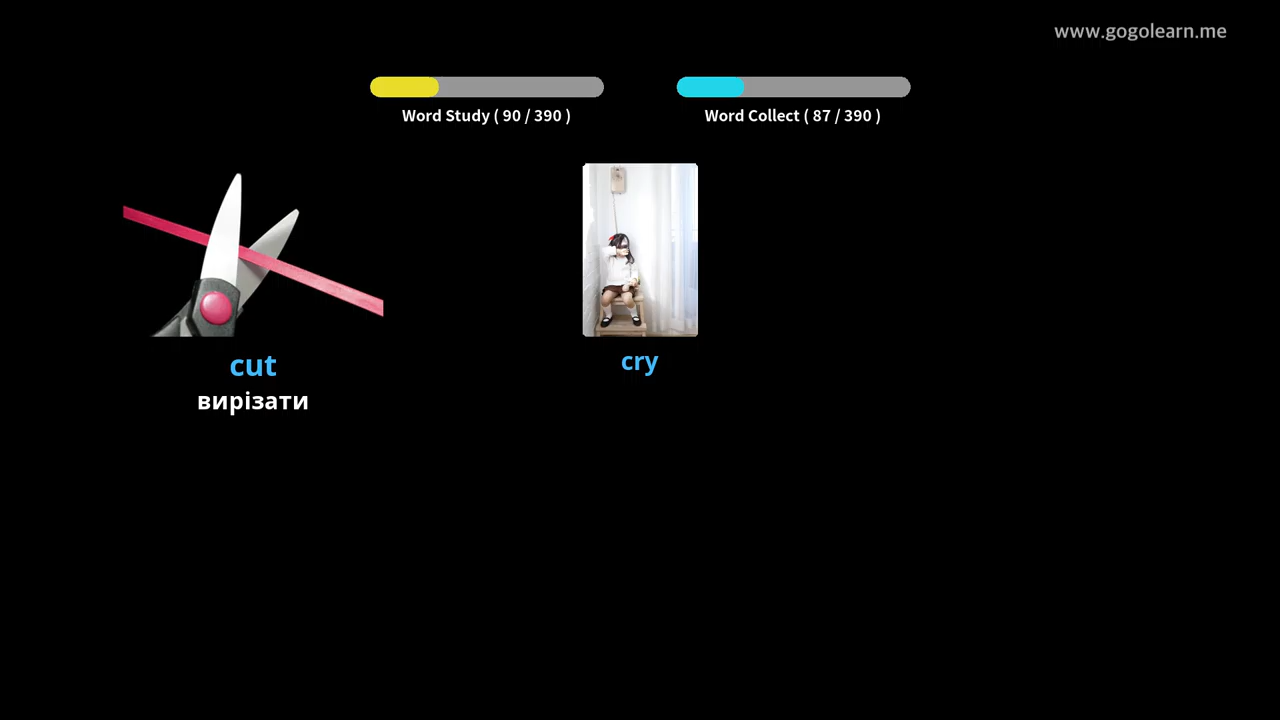 www.gogolearn.me
Word Study ( 90 / 390 )
Word Collect ( 87 / 390 )
cut
вирізати
cry